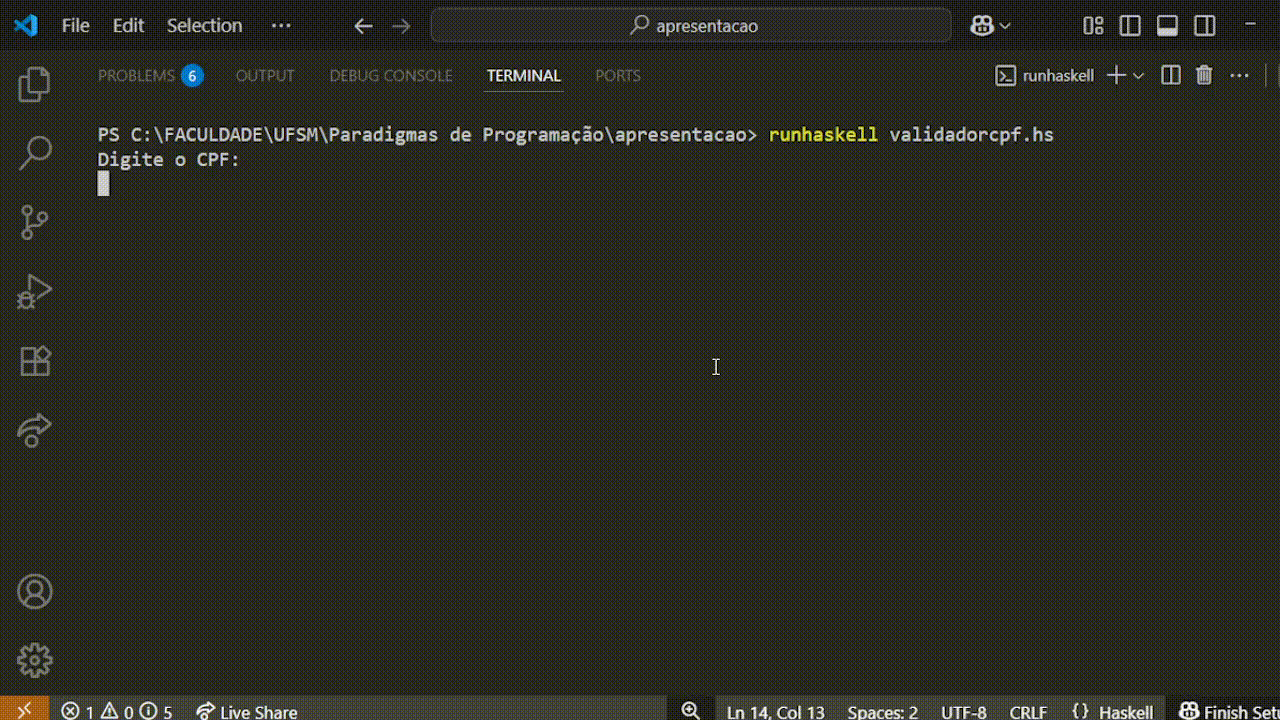 File Edit Selection ··· apresentacao
PROBLEMS 6 OUTPUT DEBUG CONSOLE TERMINAL PORTS runhaskell
PS C:\FACULDADE\UFSM\Paradigmas de Programação\apresentacao> runhaskell validadorcpf.hs
Digite o CPF:
1 0 5 Live Share Ln 14, Col 13 Spaces: 2 UTF-8 CRLF {} Haskell Finish Set